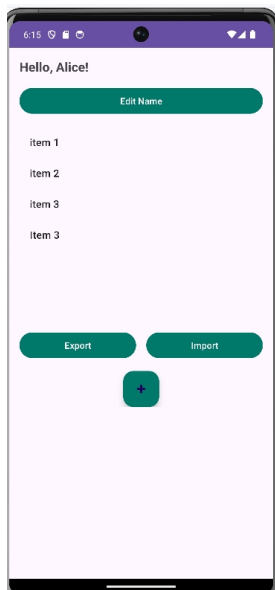 6:15
Hello, Alice!
Edit Name
item 1
item 2
item 3
Item 3
Export
Import
+